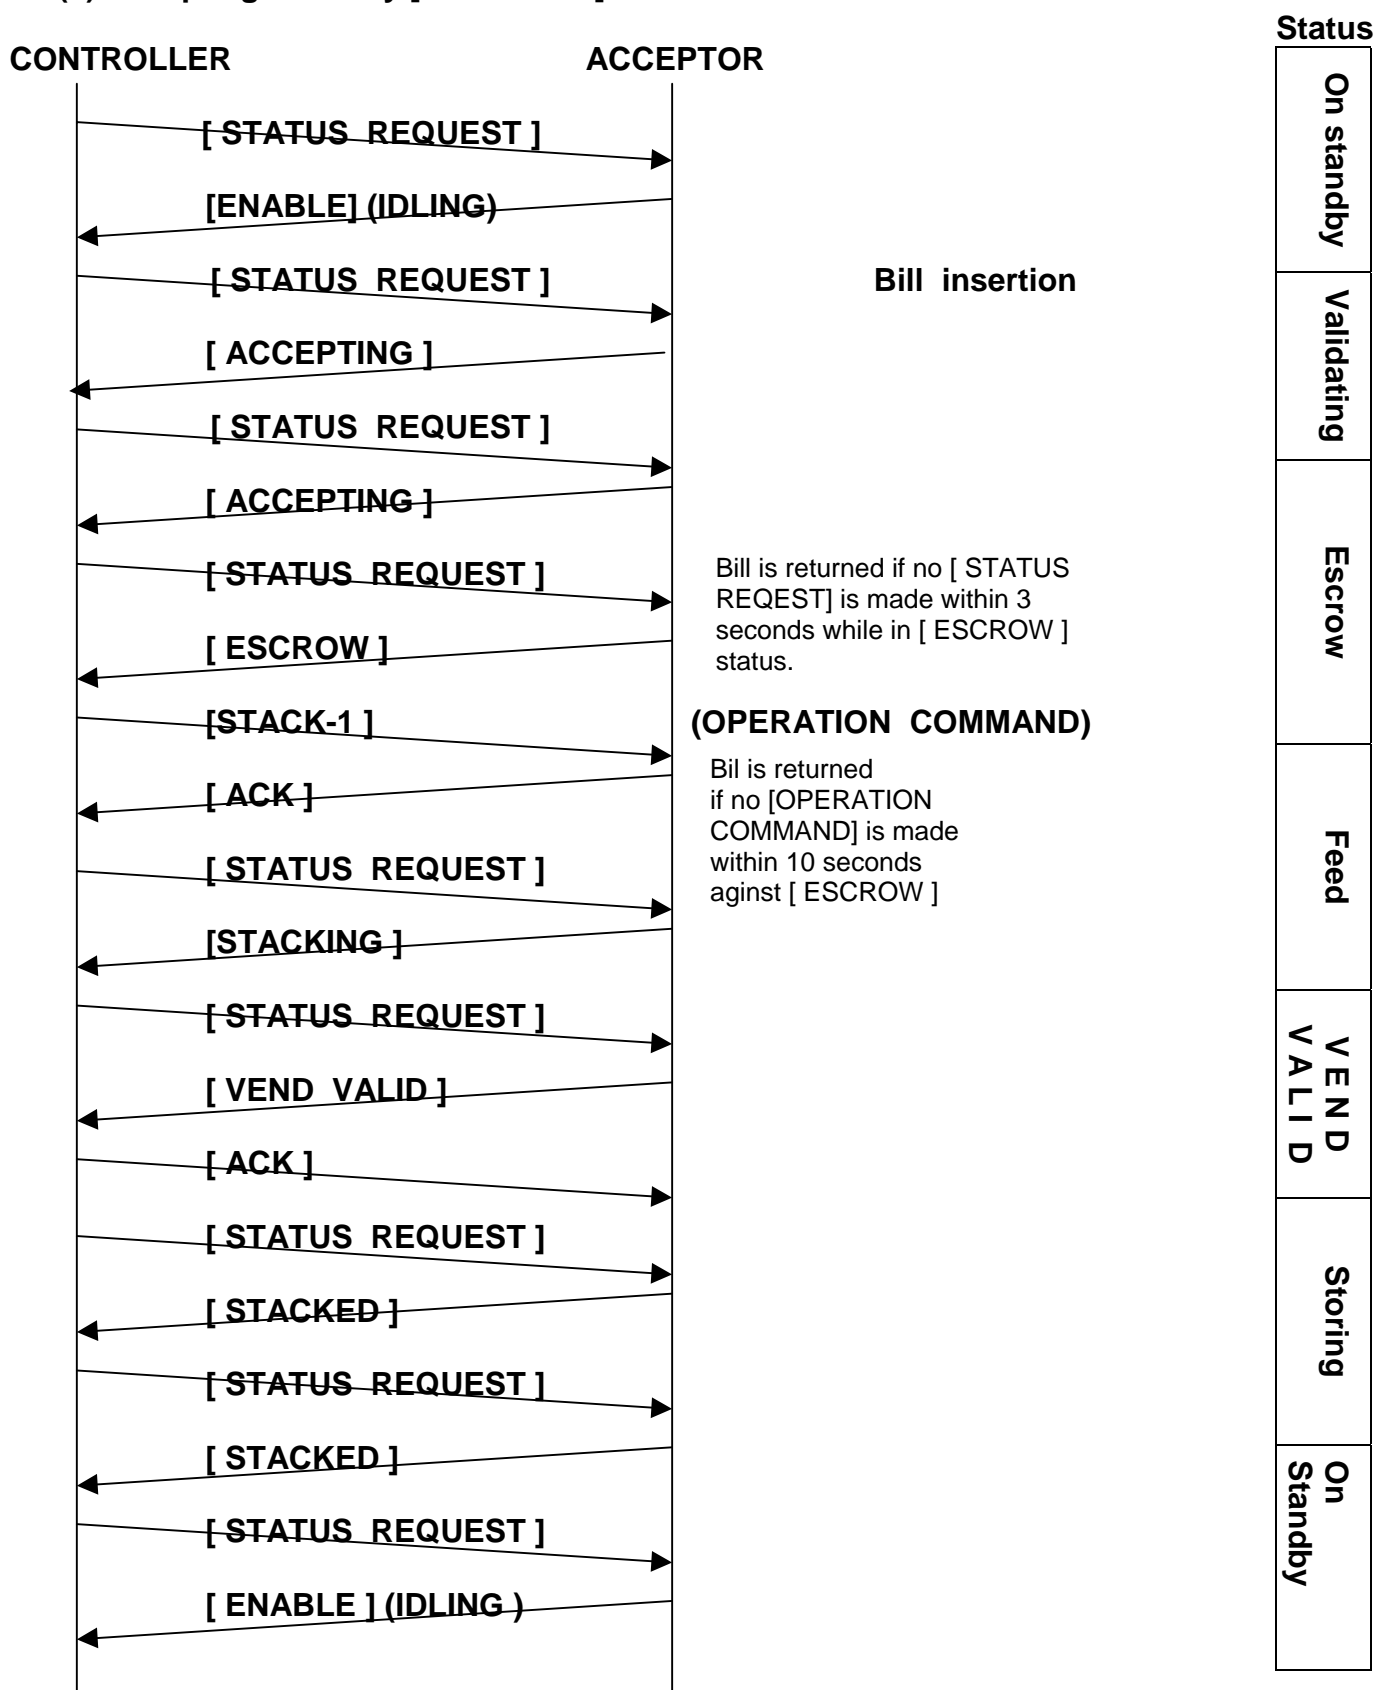 Status
CONTROLLER ACCEPTOR
On standby
[ STATUS REQUEST ]
[ENABLE] (IDLING)
[ STATUS REQUEST ] Bill insertion
Validating
[ ACCEPTING ]
[ STATUS REQUEST ]
[ ACCEPTING ]
Escrow
[ STATUS REQUEST ]
Bill is returned if no [ STATUS
REQEST] is made within 3
seconds while in [ ESCROW ]
status.
[ ESCROW ]
[STACK-1 ] (OPERATION COMMAND)
Bil is returned
if no [OPERATION
COMMAND] is made
within 10 seconds
aginst [ ESCROW ]
[ ACK ]
Feed
[ STATUS REQUEST ]
[STACKING ]
[ STATUS REQUEST ]
VEND
VALID
[ VEND VALID ]
[ ACK ]
[ STATUS REQUEST ]
Storing
[ STACKED ]
[ STATUS REQUEST ]
[ STACKED ]
On
Standby
[ STATUS REQUEST ]
[ ENABLE ] (IDLING )